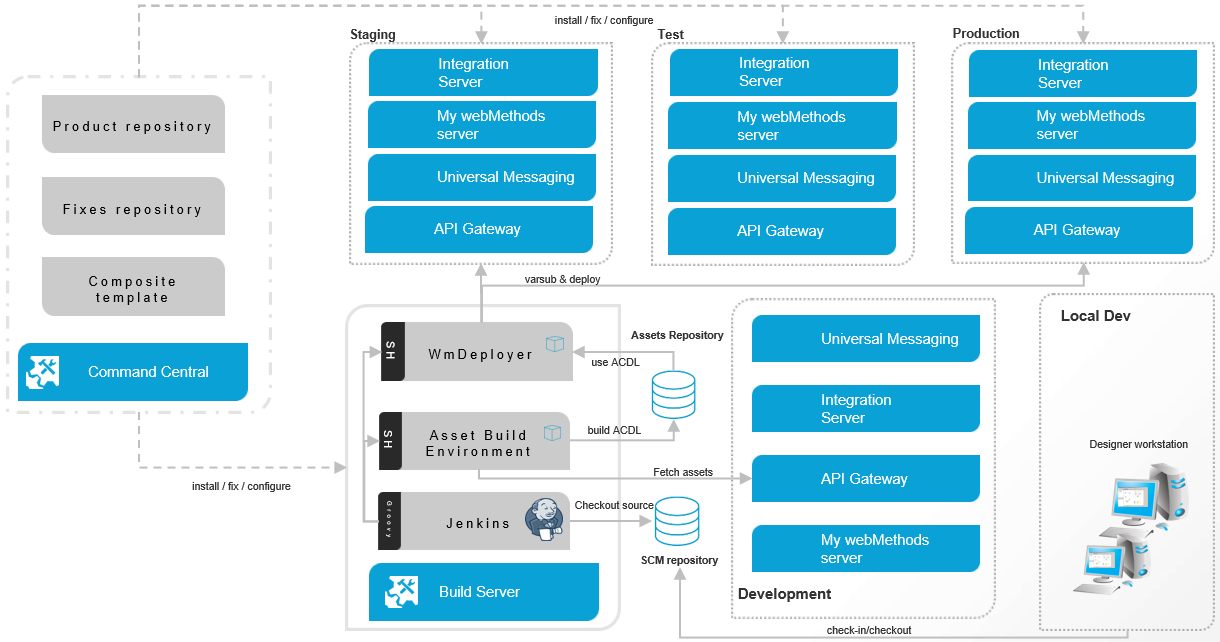 install / fix / configure
Staging
Test
Production
Integration
Server
My webMethods
server
Universal Messaging
API Gateway
Integration
Server
My webMethods
server
Universal Messaging
API Gateway
Integration
Server
My webMethods
server
Universal Messaging
API Gateway
Product repository
Fixes repository
Composite
template
Command Central
install / fix / configure
varsub & deploy
SH
WmDeployer
Assets Repository
use ACDL
SH
Asset Build
Environment
build ACDL
Fetch assets
Groovy
Jenkins
Checkout source
SCM repository
Build Server
Universal Messaging
Integration
Server
API Gateway
My webMethods
server
Development
Local Dev
Designer workstation
check-in/checkout